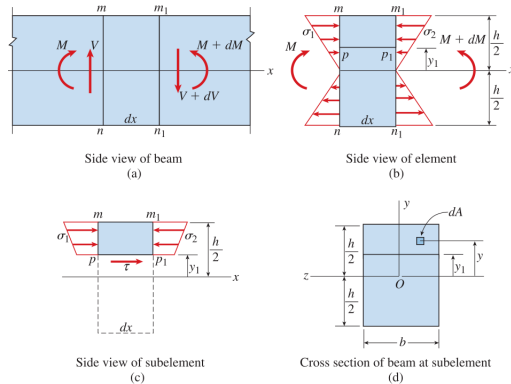 m m₁
M V M + dM
x
V + dV
dx
n n₁
Side view of beam
(a)
m m₁
σ₁ σ₂
M M + dM
h/2
p p₁ y₁
x
h/2
dx
n n₁
Side view of element
(b)
m m₁
σ₁ σ₂
h/2
p τ p₁ y₁
x
dx
Side view of subelement
(c)
y
dA
h/2
y₁ y
z O
h/2
b
Cross section of beam at subelement
(d)